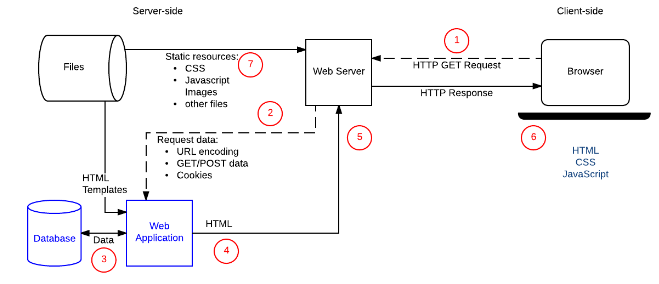 Server-side
Client-side
1
Files
Static resources:
• CSS
• Javascript
Images
• other files
7
Web Server
HTTP GET Request
HTTP Response
Browser
2
5
6
Request data:
• URL encoding
• GET/POST data
• Cookies
HTML
CSS
JavaScript
HTML
Templates
Database
Data
3
Web
Application
HTML
4